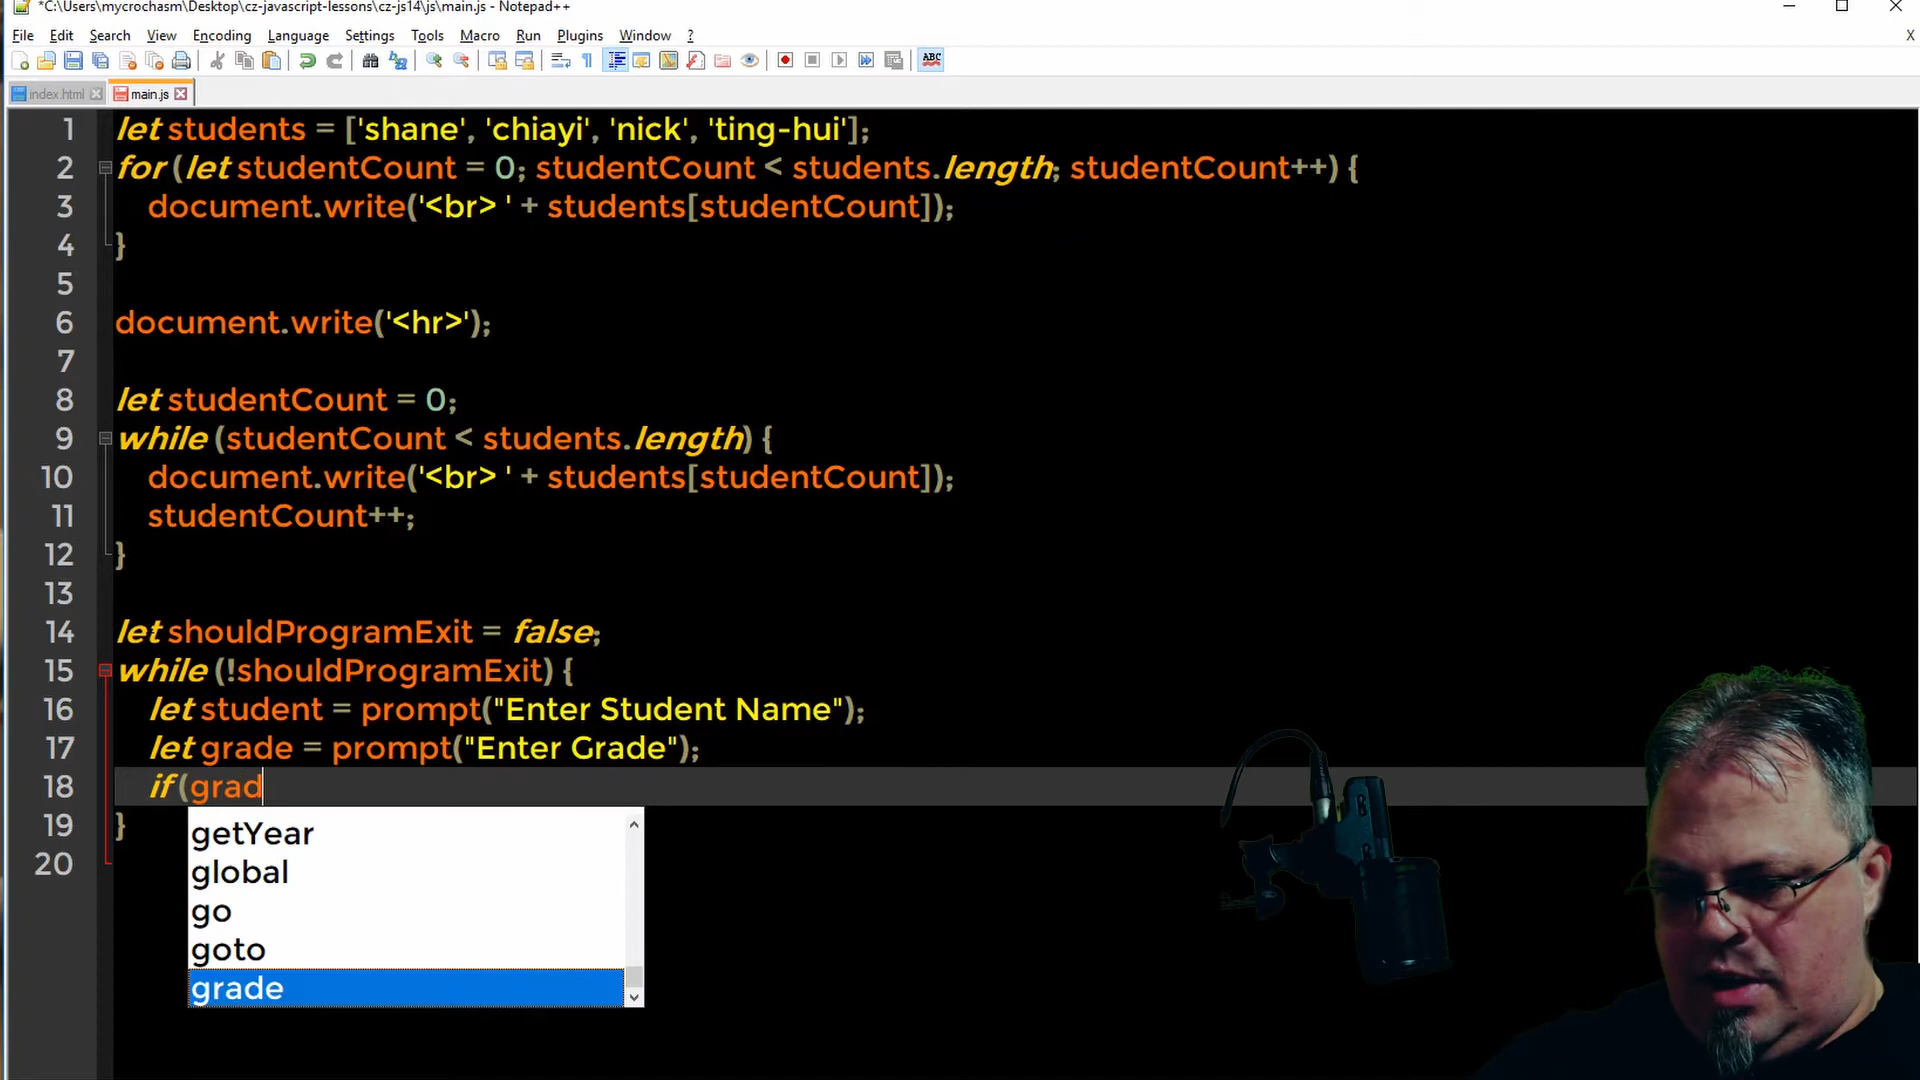 *C:\Users\mycrochasm\Desktop\cz-javascript-lessons\cz-js14\js\main.js - Notepad++
File Edit Search View Encoding Language Settings Tools Macro Run Plugins Window ? X
ABC
index.html main.js
1 let students = ['shane', 'chiayi', 'nick', 'ting-hui'];
2 for (let studentCount = 0; studentCount < students.length; studentCount++) {
3 document.write('<br> ' + students[studentCount]);
4 }
5
6 document.write('<hr>');
7
8 let studentCount = 0;
9 while (studentCount < students.length) {
10 document.write('<br> ' + students[studentCount]);
11 studentCount++;
12 }
13
14 let shouldProgramExit = false;
15 while (!shouldProgramExit) {
16 let student = prompt("Enter Student Name");
17 let grade = prompt("Enter Grade");
18 if (grad
19 }
20
getYear
global
go
goto
grade